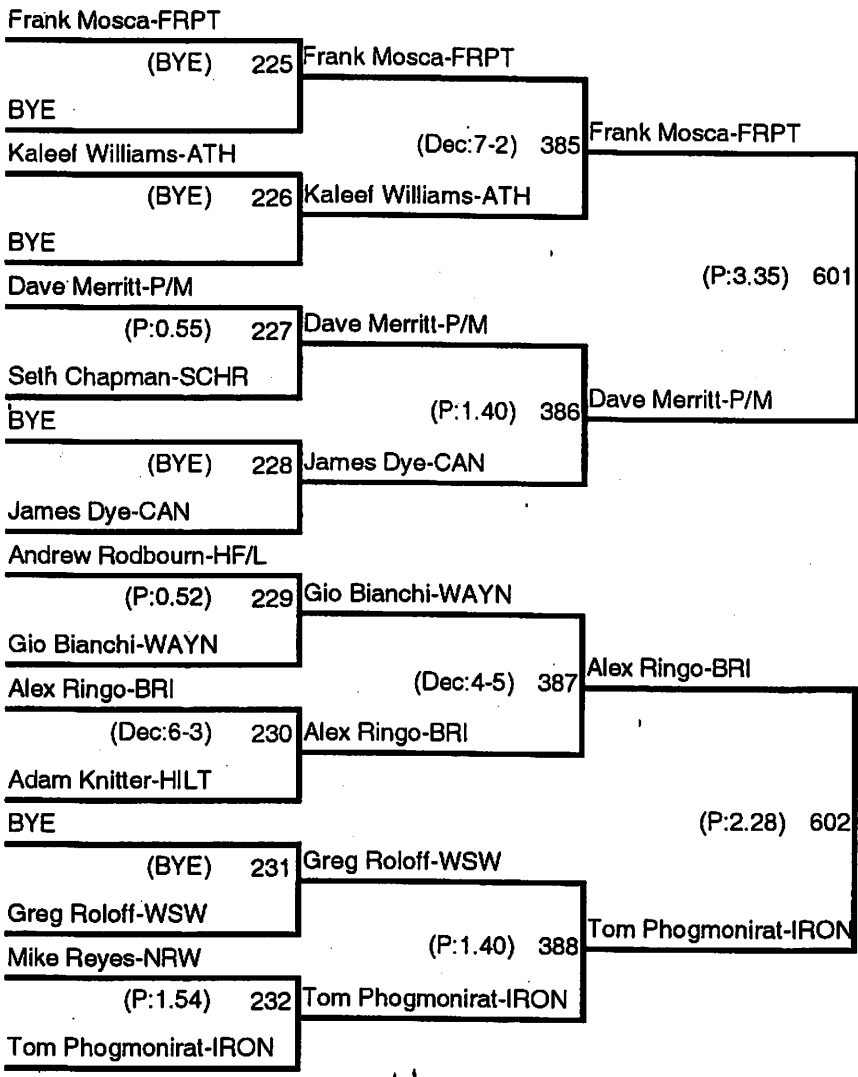 Frank Mosca-FRPT
(BYE) 225 Frank Mosca-FRPT
BYE
(Dec:7-2) 385 Frank Mosca-FRPT
Kaleef Williams-ATH
(BYE) 226 Kaleef Williams-ATH
BYE
(P:3.35) 601
Dave Merritt-P/M
(P:0.55) 227 Dave Merritt-P/M
Seth Chapman-SCHR
(P:1.40) 386 Dave Merritt-P/M
BYE
(BYE) 228 James Dye-CAN
James Dye-CAN
Andrew Rodbourn-HF/L
(P:0.52) 229 Gio Bianchi-WAYN
Gio Bianchi-WAYN
(Dec:4-5) 387 Alex Ringo-BRI
Alex Ringo-BRI
(Dec:6-3) 230 Alex Ringo-BRI
Adam Knitter-HILT
(P:2.28) 602
BYE
(BYE) 231 Greg Roloff-WSW
Greg Roloff-WSW
(P:1.40) 388 Tom Phogmonirat-IRON
Mike Reyes-NRW
(P:1.54) 232 Tom Phogmonirat-IRON
Tom Phogmonirat-IRON